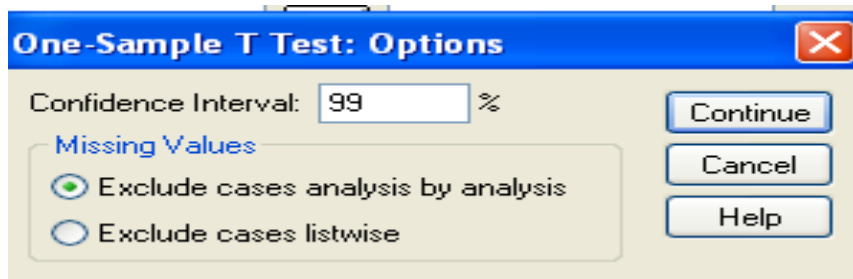 One-Sample T Test: Options
Confidence Interval: 99 %
Continue
Missing Values
Cancel
Exclude cases analysis by analysis
Help
Exclude cases listwise